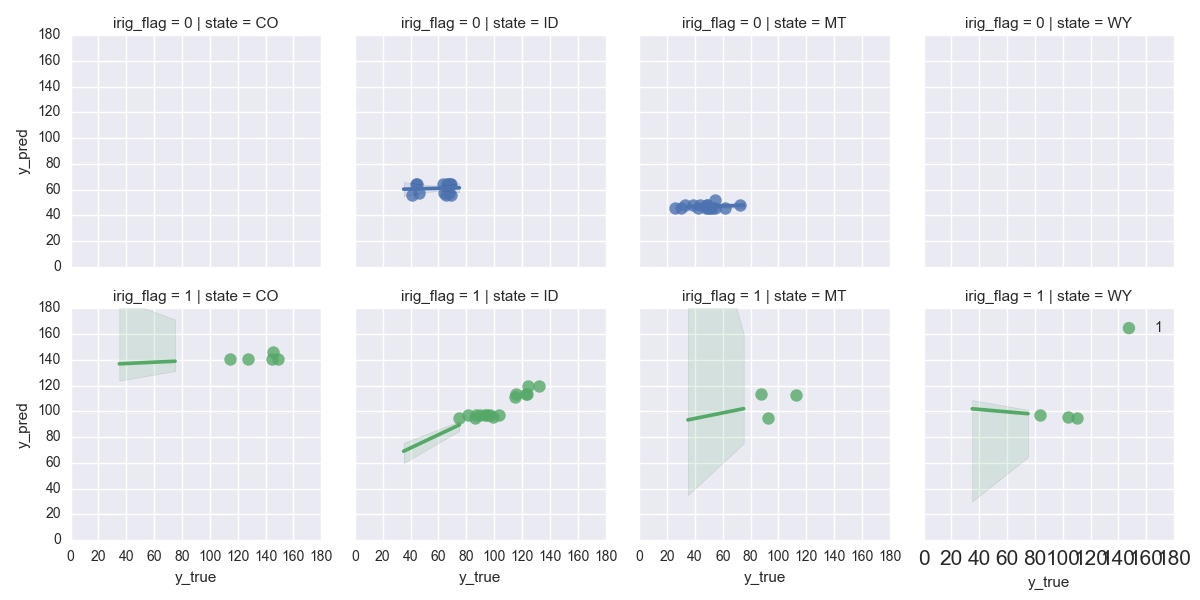 irig_flag = 0 | state = CO
irig_flag = 0 | state = ID
irig_flag = 0 | state = MT
irig_flag = 0 | state = WY
180
160
140
120
100
80
60
40
20
0
y_pred
irig_flag = 1 | state = CO
irig_flag = 1 | state = ID
irig_flag = 1 | state = MT
irig_flag = 1 | state = WY
180
160
140
120
100
80
60
40
20
0
y_pred
1
0 20 40 60 80 100 120 140 160 180
0 20 40 60 80 100 120 140 160 180
0 20 40 60 80 100 120 140 160 180
0 20 40 60 80 100 120 140 160 180
y_true
y_true
y_true
y_true